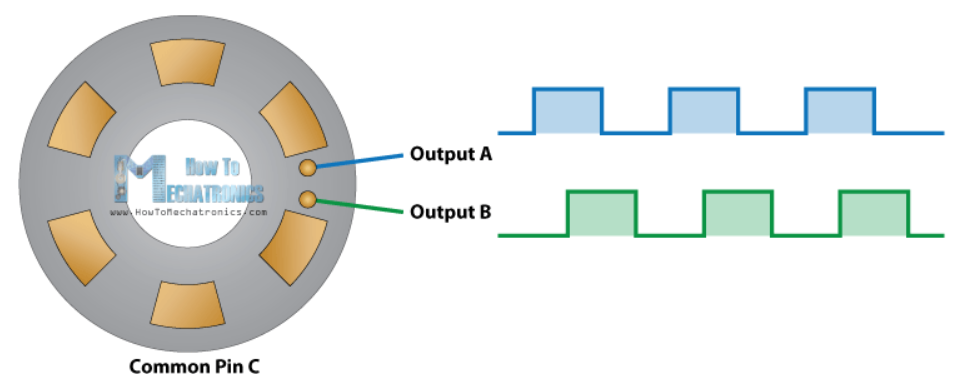 How To
MECHATRONICS
www.HowToMechatronics.com
Output A
Output B
Common Pin C